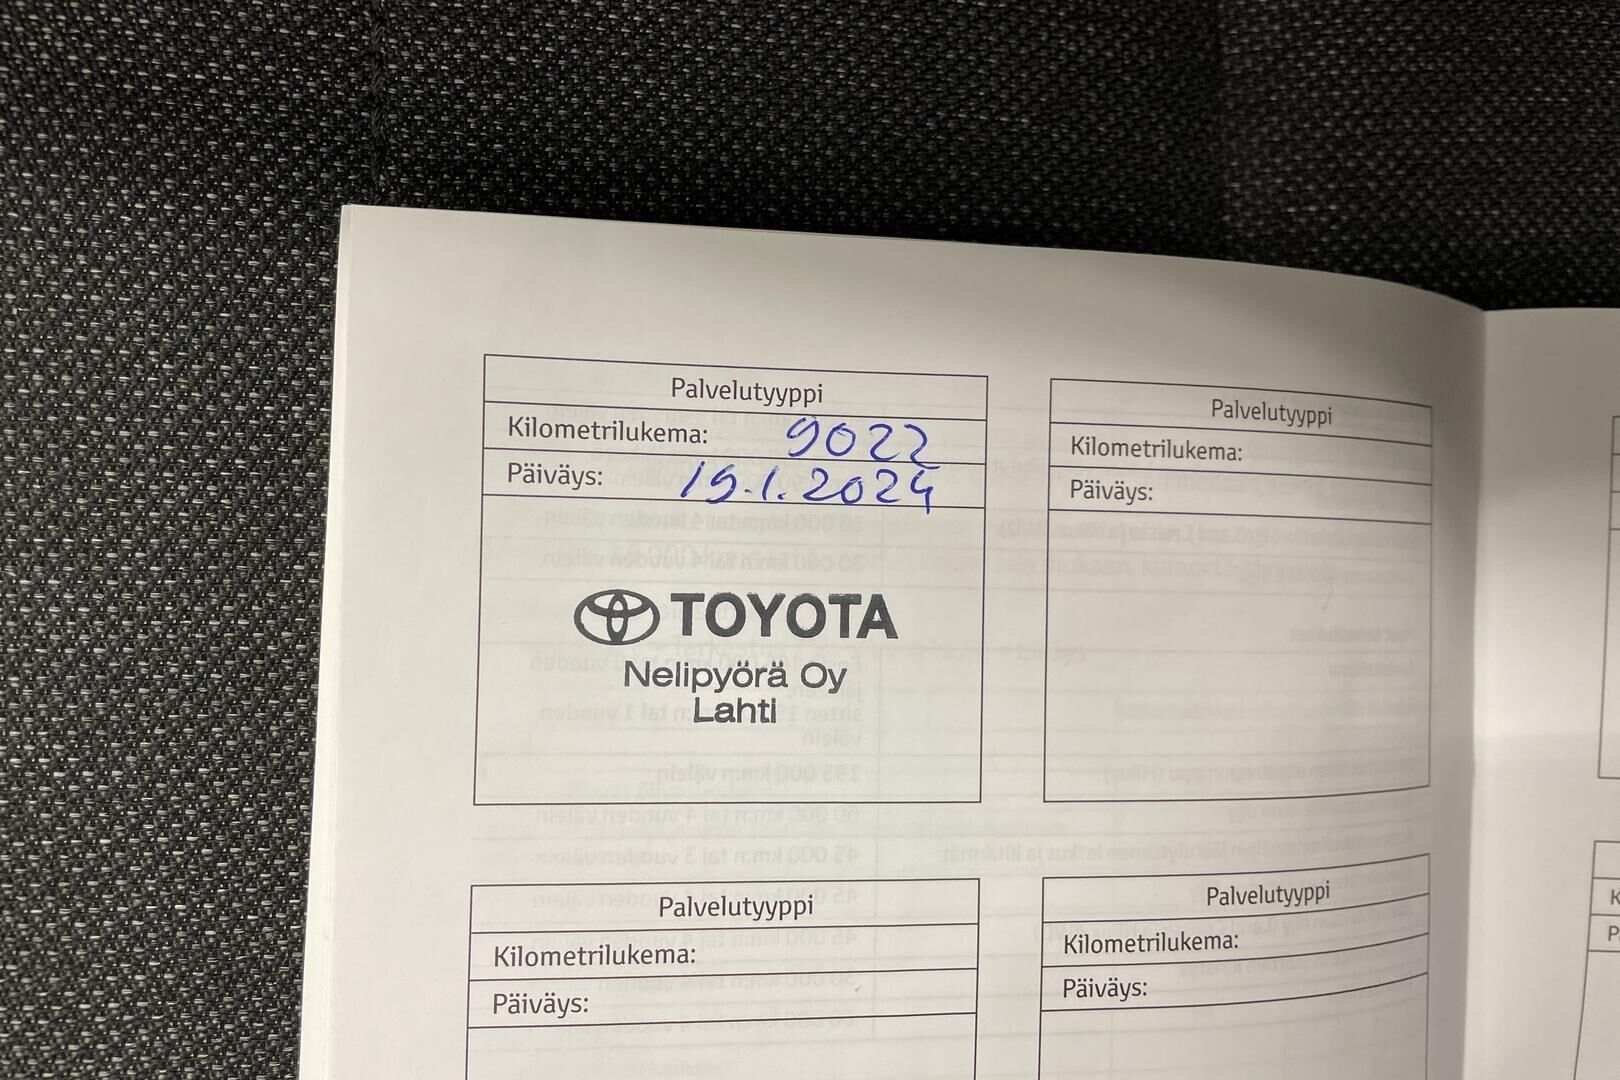 Palvelutyyppi
Kilometrilukema: 9022
Päiväys: 15.1.2024
TOYOTA
Nelipyörä Oy
Lahti
Palvelutyyppi
Kilometrilukema:
Päiväys:
Palvelutyyppi
Kilometrilukema:
Päiväys:
Palvelutyyppi
Kilometrilukema:
Päiväys: